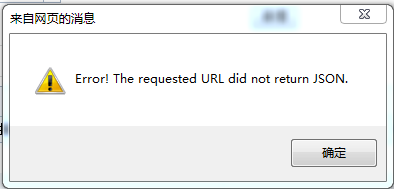 来自网页的消息
Error! The requested URL did not return JSON.
确定